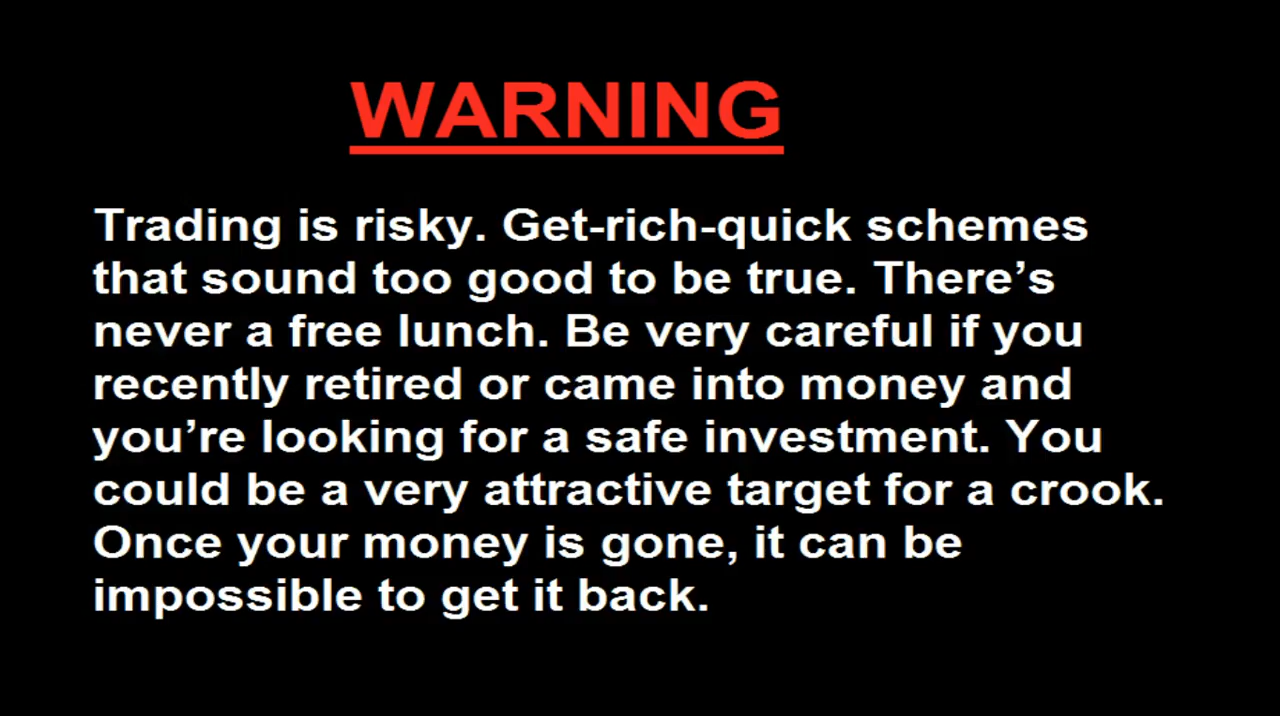 WARNING
Trading is risky. Get-rich-quick schemes
that sound too good to be true. There’s
never a free lunch. Be very careful if you
recently retired or came into money and
you’re looking for a safe investment. You
could be a very attractive target for a crook.
Once your money is gone, it can be
impossible to get it back.